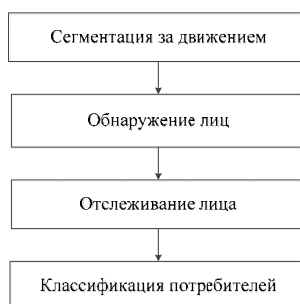 Сегментация за движением
Обнаружение лиц
Отслеживание лица
Классификация потребителей